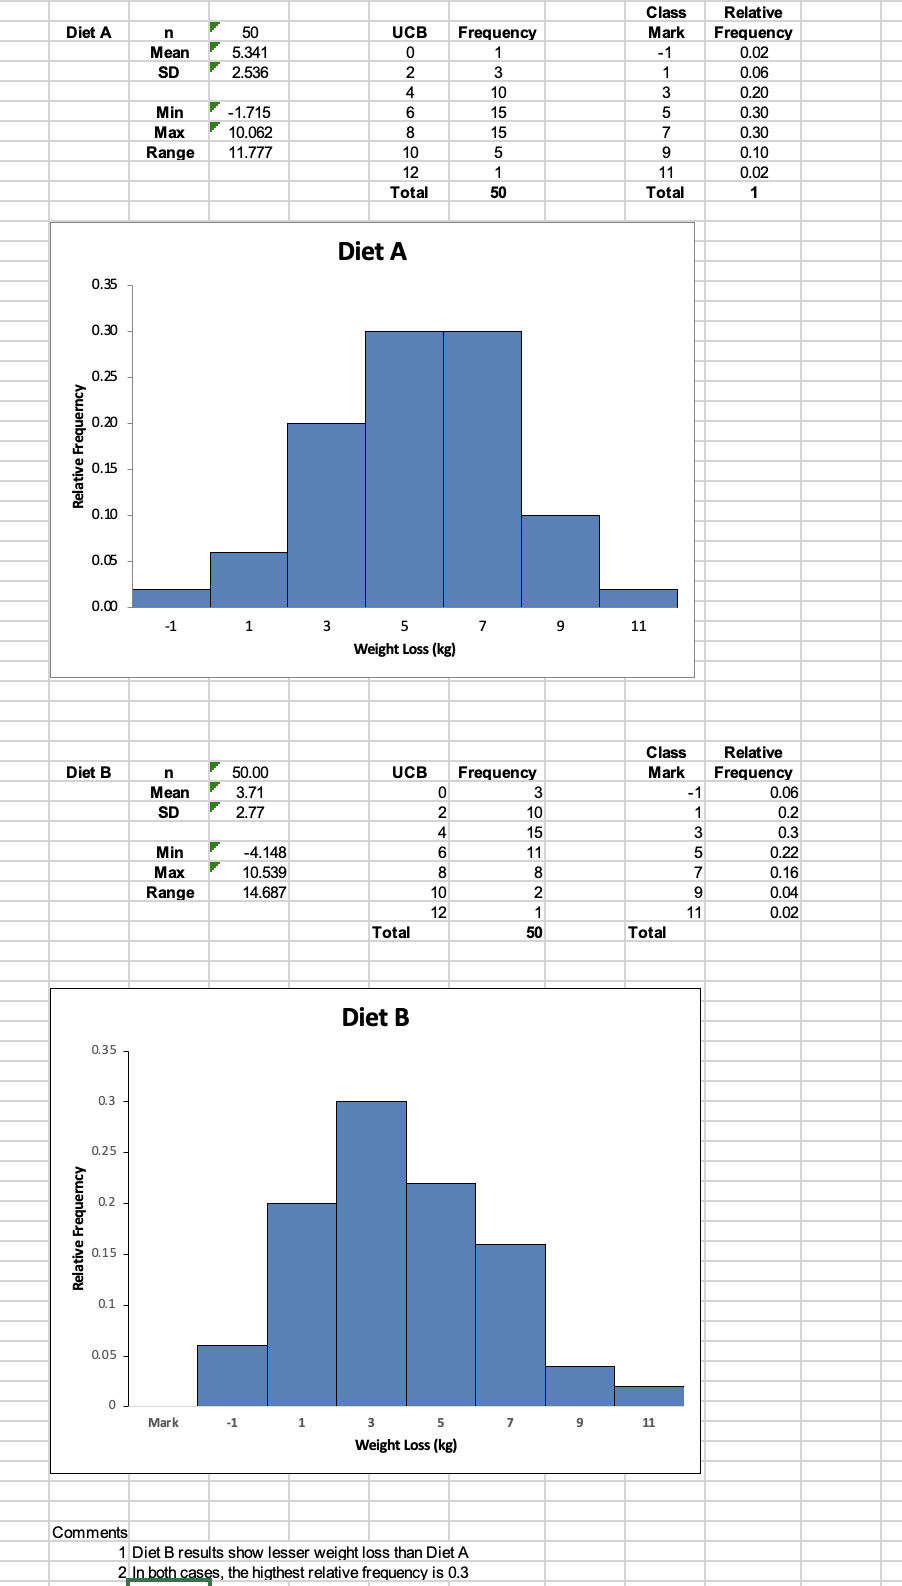 Class Relative
Diet A n 50 UCB Frequency Mark Frequency
Mean 5.341 0 1 -1 0.02
SD 2.536 2 3 1 0.06
4 10 3 0.20
Min -1.715 6 15 5 0.30
Max 10.062 8 15 7 0.30
Range 11.777 10 5 9 0.10
12 1 11 0.02
Total 50 Total 1
Diet A
0.35
0.30
0.25
0.20
0.15
0.10
0.05
0.00
Relative Frequerncy
-1 1 3 5 7 9 11
Weight Loss (kg)
Class Relative
Diet B n 50.00 UCB Frequency Mark Frequency
Mean 3.71 0 3 -1 0.06
SD 2.77 2 10 1 0.2
4 15 3 0.3
Min -4.148 6 11 5 0.22
Max 10.539 8 8 7 0.16
Range 14.687 10 2 9 0.04
12 1 11 0.02
Total 50 Total
Diet B
0.35
0.3
0.25
0.2
0.15
0.1
0.05
0
Relative Frequerncy
Mark -1 1 3 5 7 9 11
Weight Loss (kg)
Comments
1 Diet B results show lesser weight loss than Diet A
2 In both cases, the higthest relative frequency is 0.3